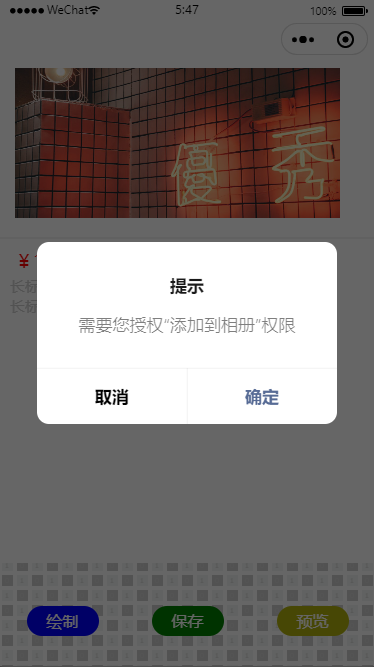 WeChat
5:47
100%
優秀
¥
长标
长标
提示
需要您授权“添加到相册”权限
取消
确定
绘制
保存
预览